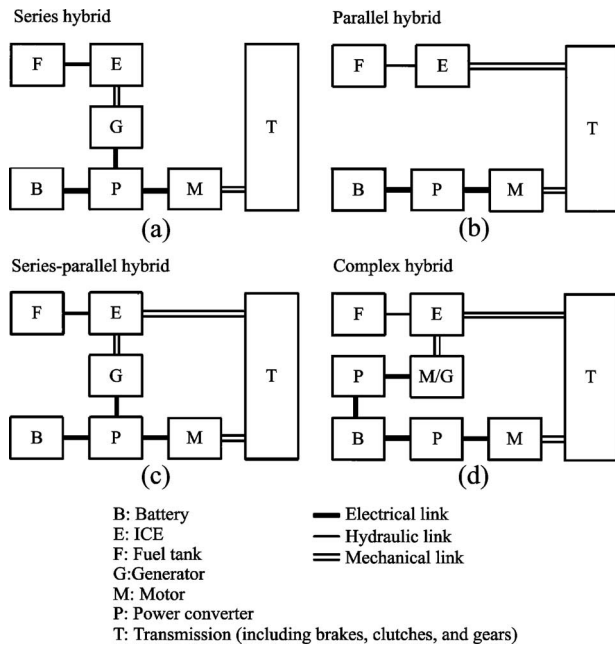 Series hybrid
F
E
G
T
B
P
M
(a)
Parallel hybrid
F
E
T
B
P
M
(b)
Series-parallel hybrid
F
E
G
T
B
P
M
(c)
Complex hybrid
F
E
P
M/G
T
B
P
M
(d)
B: Battery
E: ICE
F: Fuel tank
G:Generator
M: Motor
P: Power converter
T: Transmission (including brakes, clutches, and gears)
Electrical link
Hydraulic link
Mechanical link